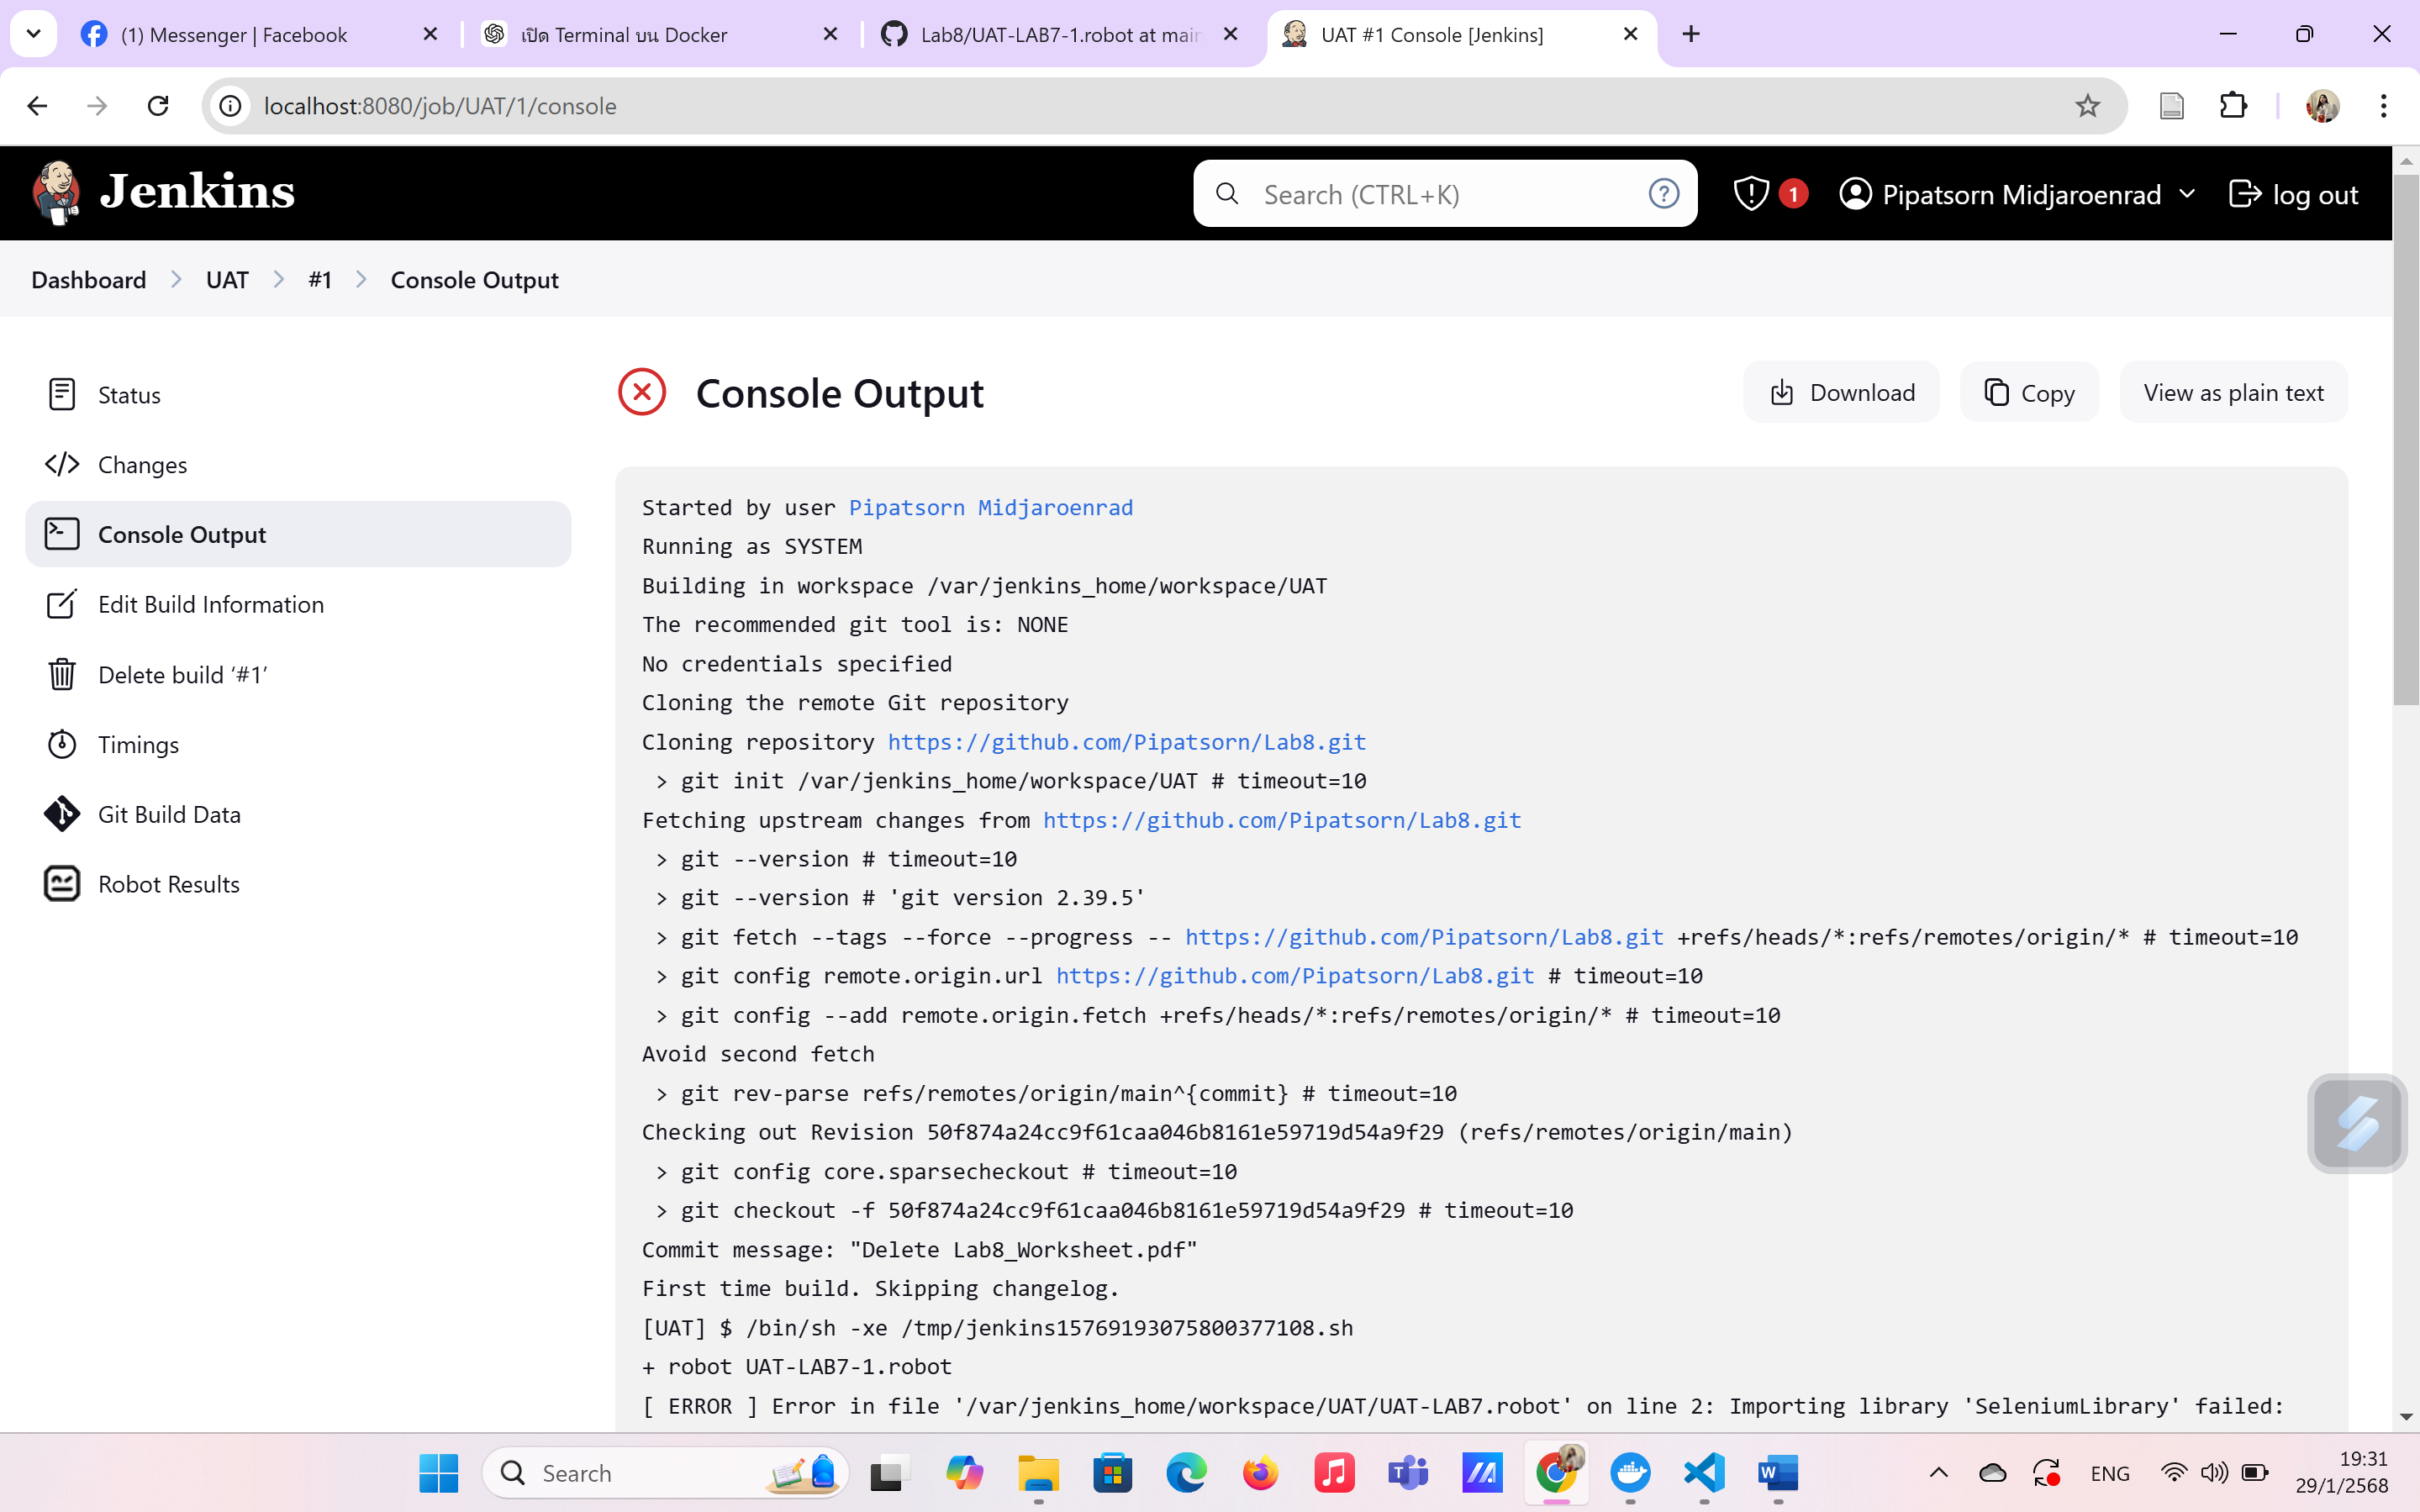 (1) Messenger | Facebook
เปิด Terminal บน Docker
Lab8/UAT-LAB7-1.robot at mair
UAT #1 Console [Jenkins]
localhost:8080/job/UAT/1/console
Jenkins
Search (CTRL+K)
?
1
Pipatsorn Midjaroenrad
log out
Dashboard
UAT
#1
Console Output
Status
Changes
Console Output
Edit Build Information
Delete build ‘#1’
Timings
Git Build Data
Robot Results
Console Output
Download
Copy
View as plain text
Started by user Pipatsorn Midjaroenrad
Running as SYSTEM
Building in workspace /var/jenkins_home/workspace/UAT
The recommended git tool is: NONE
No credentials specified
Cloning the remote Git repository
Cloning repository https://github.com/Pipatsorn/Lab8.git
> git init /var/jenkins_home/workspace/UAT # timeout=10
Fetching upstream changes from https://github.com/Pipatsorn/Lab8.git
> git --version # timeout=10
> git --version # 'git version 2.39.5'
> git fetch --tags --force --progress -- https://github.com/Pipatsorn/Lab8.git +refs/heads/*:refs/remotes/origin/* # timeout=10
> git config remote.origin.url https://github.com/Pipatsorn/Lab8.git # timeout=10
> git config --add remote.origin.fetch +refs/heads/*:refs/remotes/origin/* # timeout=10
Avoid second fetch
> git rev-parse refs/remotes/origin/main^{commit} # timeout=10
Checking out Revision 50f874a24cc9f61caa046b8161e59719d54a9f29 (refs/remotes/origin/main)
> git config core.sparsecheckout # timeout=10
> git checkout -f 50f874a24cc9f61caa046b8161e59719d54a9f29 # timeout=10
Commit message: "Delete Lab8_Worksheet.pdf"
First time build. Skipping changelog.
[UAT] $ /bin/sh -xe /tmp/jenkins15769193075800377108.sh
+ robot UAT-LAB7-1.robot
[ ERROR ] Error in file '/var/jenkins_home/workspace/UAT/UAT-LAB7.robot' on line 2: Importing library 'SeleniumLibrary' failed:
Search
ENG
19:31
29/1/2568